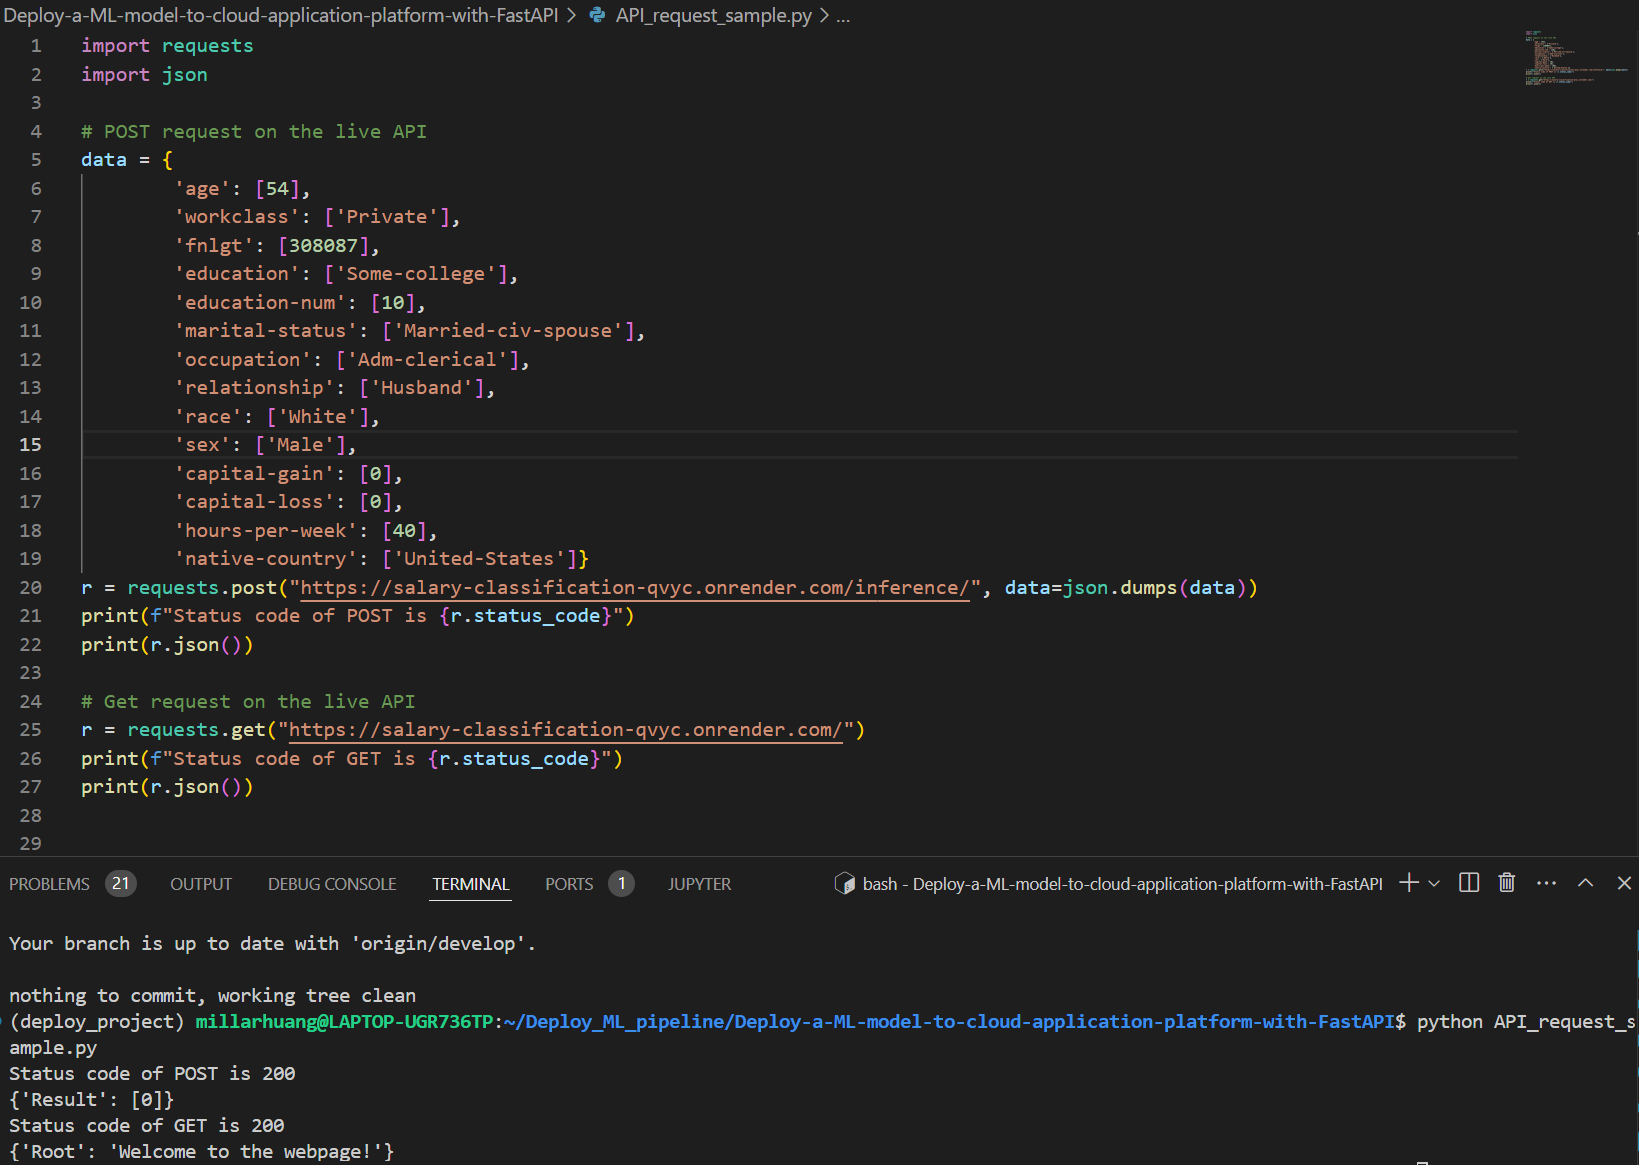 Deploy-a-ML-model-to-cloud-application-platform-with-FastAPI > API_request_sample.py > ...
1 import requests
2 import json
3
4 # POST request on the live API
5 data = {
6 'age': [54],
7 'workclass': ['Private'],
8 'fnlgt': [308087],
9 'education': ['Some-college'],
10 'education-num': [10],
11 'marital-status': ['Married-civ-spouse'],
12 'occupation': ['Adm-clerical'],
13 'relationship': ['Husband'],
14 'race': ['White'],
15 'sex': ['Male'],
16 'capital-gain': [0],
17 'capital-loss': [0],
18 'hours-per-week': [40],
19 'native-country': ['United-States']}
20 r = requests.post("https://salary-classification-qvyc.onrender.com/inference/", data=json.dumps(data))
21 print(f"Status code of POST is {r.status_code}")
22 print(r.json())
23
24 # Get request on the live API
25 r = requests.get("https://salary-classification-qvyc.onrender.com/")
26 print(f"Status code of GET is {r.status_code}")
27 print(r.json())
28
29
PROBLEMS 21 OUTPUT DEBUG CONSOLE TERMINAL PORTS 1 JUPYTER bash - Deploy-a-ML-model-to-cloud-application-platform-with-FastAPI
Your branch is up to date with 'origin/develop'.
nothing to commit, working tree clean
(deploy_project) millarhuang@LAPTOP-UGR736TP:~/Deploy_ML_pipeline/Deploy-a-ML-model-to-cloud-application-platform-with-FastAPI$ python API_request_s
ample.py
Status code of POST is 200
{'Result': [0]}
Status code of GET is 200
{'Root': 'Welcome to the webpage!'}